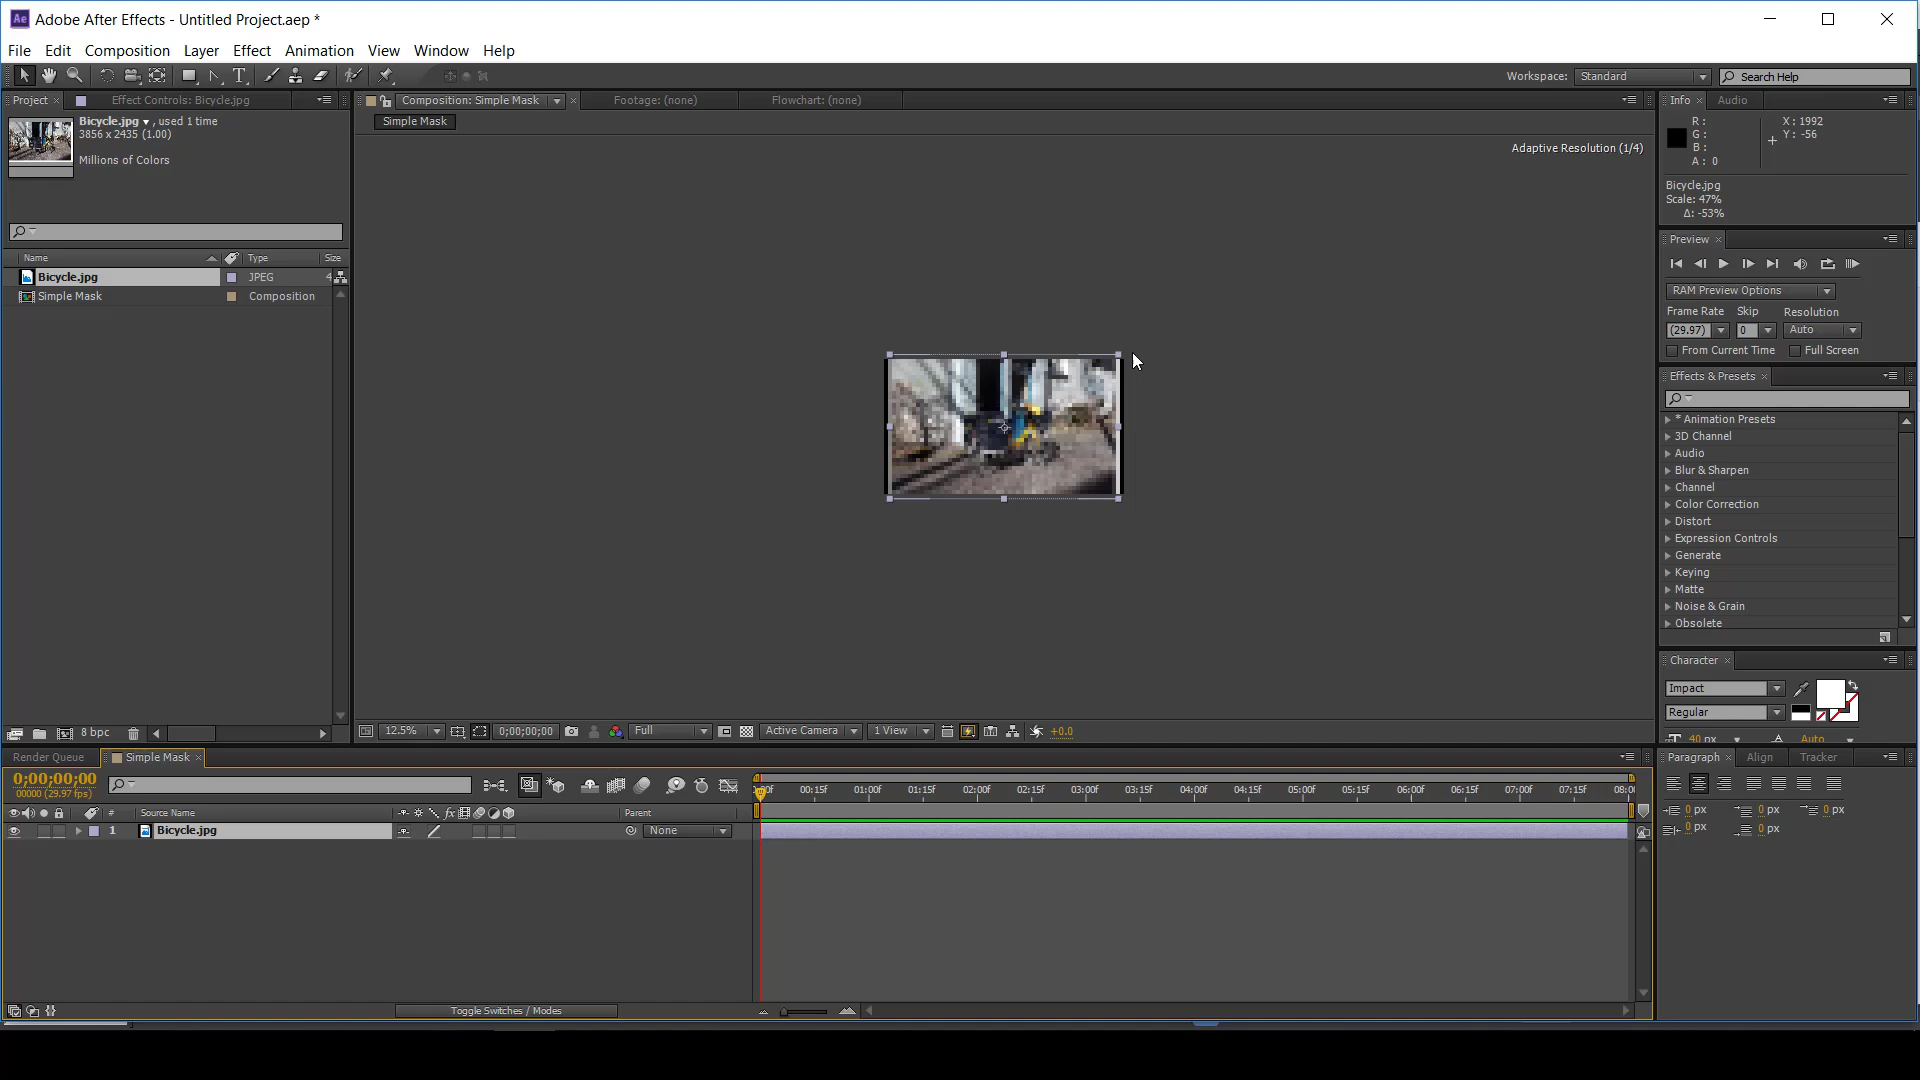 Ae Adobe After Effects - Untitled Project.aep *
File Edit Composition Layer Effect Animation View Window Help
Workspace: Standard Search Help
Project × Effect Controls: Bicycle.jpg
Composition: Simple Mask × Footage: (none) Flowchart: (none)
Info × Audio
Bicycle.jpg ▾, used 1 time
3856 x 2435 (1.00)
Millions of Colors
Simple Mask
Adaptive Resolution (1/4)
R : X : 1992
G : Y : -56
B :
A : 0
Bicycle.jpg
Scale: 47%
Δ: -53%
Preview ×
Name Type Size
Bicycle.jpg JPEG 4
Simple Mask Composition
RAM Preview Options
Frame Rate Skip Resolution
(29.97) 0 Auto
From Current Time Full Screen
Effects & Presets ×
* Animation Presets
3D Channel
Audio
Blur & Sharpen
Channel
Color Correction
Distort
Expression Controls
Generate
Keying
Matte
Noise & Grain
Obsolete
Character ×
Impact
Regular
40 px Auto
8 bpc
12.5% 0;00;00;00 Full Active Camera 1 View +0.0
Render Queue Simple Mask ×
Paragraph × Align Tracker
0;00;00;00
00000 (29.97 fps)
00f 00:15f 01:00f 01:15f 02:00f 02:15f 03:00f 03:15f 04:00f 04:15f 05:00f 05:15f 06:00f 06:15f 07:00f 07:15f 08:00
# Source Name fx Parent
1 Bicycle.jpg None
0 px 0 px 0 px
0 px 0 px
Toggle Switches / Modes